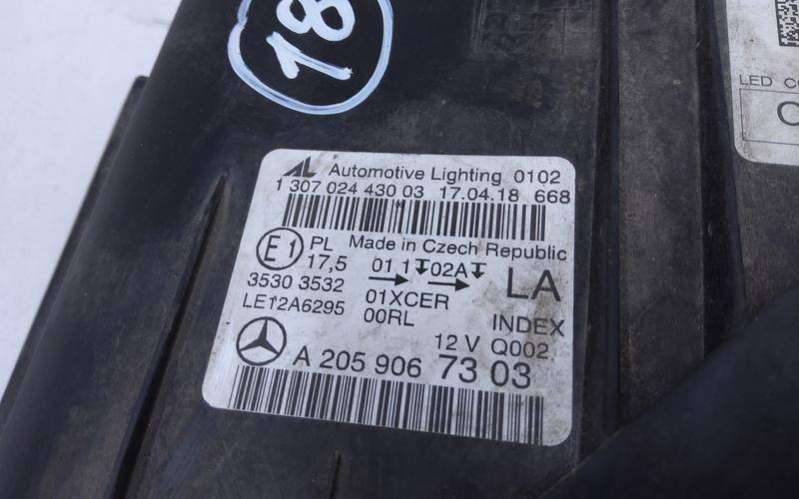 18
LED
AL Automotive Lighting 0102
1 307 024 430 03 17.04.18 668
E1 PL Made in Czech Republic
17,5 01 1 02A LA
3530 3532
LE12A6295 01XCER
00RL INDEX
12 V Q002
A 205 906 73 03